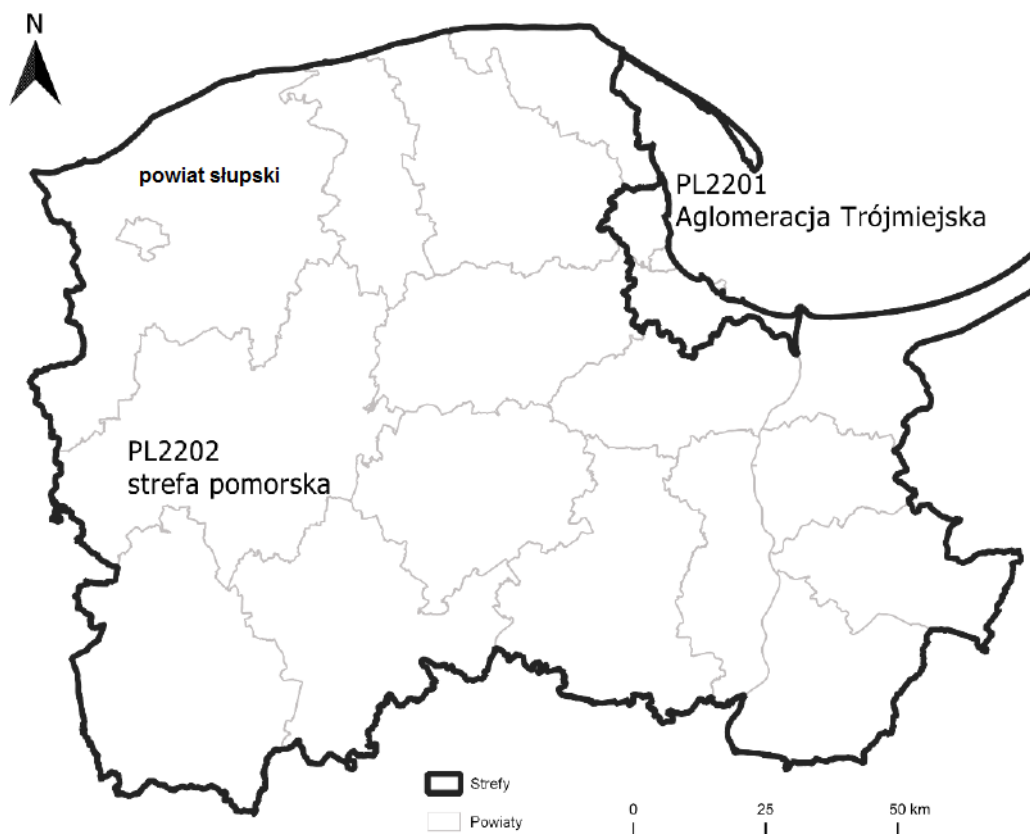 N
powiat słupski
PL2201
Aglomeracja Trójmiejska
PL2202
strefa pomorska
Strefy
Powiaty
0 25 50 km